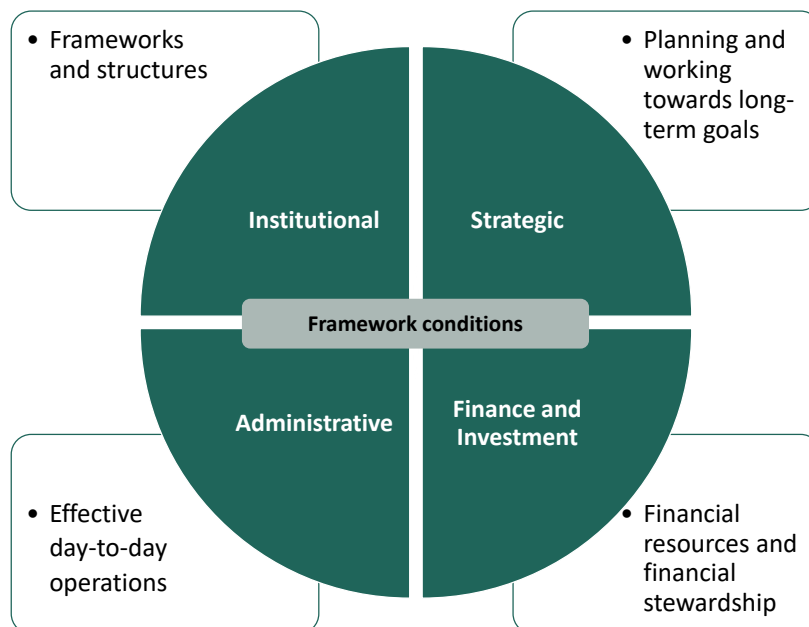 • Frameworks
and structures
• Planning and
working
towards long-
term goals
Institutional
Strategic
Framework conditions
Administrative
Finance and
Investment
• Effective
day-to-day
operations
• Financial
resources and
financial
stewardship